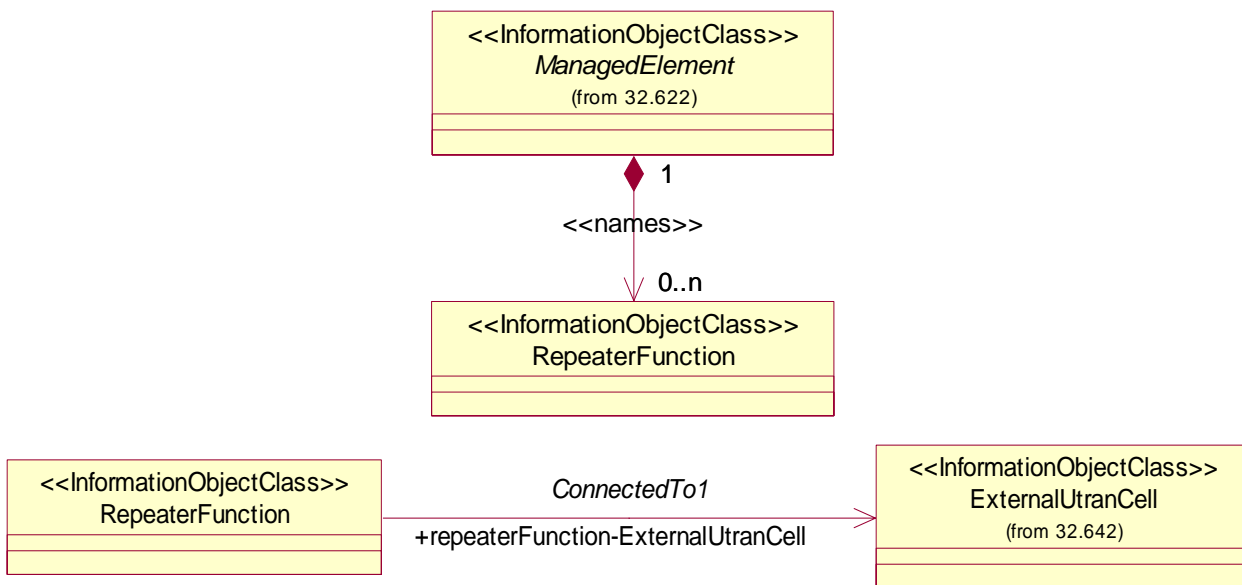 <<InformationObjectClass>>
ManagedElement
(from 32.622)
1
<<names>>
0..n
<<InformationObjectClass>>
RepeaterFunction
<<InformationObjectClass>>
RepeaterFunction
ConnectedTo1
+repeaterFunction-ExternalUtranCell
<<InformationObjectClass>>
ExternalUtranCell
(from 32.642)